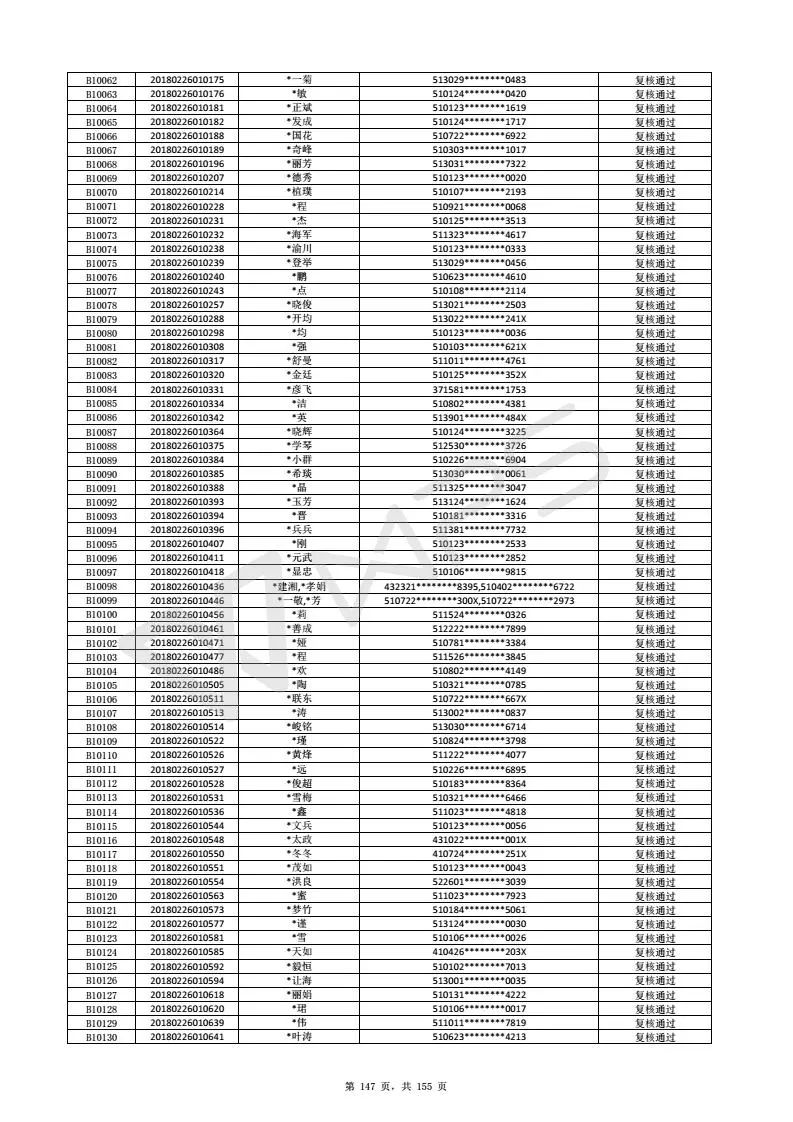 B10062 20180226010175 *一菊 513029********0483 复核通过
B10063 20180226010176 *敏 510124********0420 复核通过
B10064 20180226010181 *正斌 510123********1619 复核通过
B10065 20180226010182 *发成 510124********1717 复核通过
B10066 20180226010188 *国花 510722********6922 复核通过
B10067 20180226010189 *奇峰 510303********1017 复核通过
B10068 20180226010196 *丽芳 513031********7322 复核通过
B10069 20180226010207 *德秀 510123********0020 复核通过
B10070 20180226010214 *植璞 510107********2193 复核通过
B10071 20180226010228 *程 510921********0068 复核通过
B10072 20180226010231 *杰 510125********3513 复核通过
B10073 20180226010232 *海军 511323********4617 复核通过
B10074 20180226010238 *渝川 510123********0333 复核通过
B10075 20180226010239 *登举 513029********0456 复核通过
B10076 20180226010240 *鹏 510623********4610 复核通过
B10077 20180226010243 *点 510108********2114 复核通过
B10078 20180226010257 *晓俊 513021********2503 复核通过
B10079 20180226010288 *开均 513022********241X 复核通过
B10080 20180226010298 *均 510123********0036 复核通过
B10081 20180226010308 *强 510103********621X 复核通过
B10082 20180226010317 *舒曼 511011********4761 复核通过
B10083 20180226010320 *金廷 510125********352X 复核通过
B10084 20180226010331 *彦飞 371581********1753 复核通过
B10085 20180226010334 *洁 510802********4381 复核通过
B10086 20180226010342 *英 513901********484X 复核通过
B10087 20180226010364 *晓辉 510124********3225 复核通过
B10088 20180226010375 *学琴 512530********3726 复核通过
B10089 20180226010384 *小群 510226********6904 复核通过
B10090 20180226010385 *希琰 513030********0061 复核通过
B10091 20180226010388 *晶 511325********3047 复核通过
B10092 20180226010393 *玉芳 513124********1624 复核通过
B10093 20180226010394 *晋 510181********3316 复核通过
B10094 20180226010396 *兵兵 511381********7732 复核通过
B10095 20180226010407 *刚 510123********2533 复核通过
B10096 20180226010411 *元武 510123********2852 复核通过
B10097 20180226010418 *显忠 510106********9815 复核通过
B10098 20180226010436 *建湘,*孝娟 432321********8395,510402********6722 复核通过
B10099 20180226010446 *一敬,*芳 510722********300X,510722********2973 复核通过
B10100 20180226010456 *莉 511524********0326 复核通过
B10101 20180226010461 *善成 512222********7899 复核通过
B10102 20180226010471 *娅 510781********3384 复核通过
B10103 20180226010477 *程 511526********3845 复核通过
B10104 20180226010486 *欢 510802********4149 复核通过
B10105 20180226010505 *陶 510321********0785 复核通过
B10106 20180226010511 *联东 510722********667X 复核通过
B10107 20180226010513 *涛 513002********0837 复核通过
B10108 20180226010514 *峻铭 513030********6714 复核通过
B10109 20180226010522 *瑾 510824********3798 复核通过
B10110 20180226010526 *黄烽 511222********4077 复核通过
B10111 20180226010527 *远 510226********6895 复核通过
B10112 20180226010528 *俊超 510183********8364 复核通过
B10113 20180226010531 *雪梅 510321********6466 复核通过
B10114 20180226010536 *鑫 511023********4818 复核通过
B10115 20180226010544 *文兵 510123********0056 复核通过
B10116 20180226010548 *太政 431022********001X 复核通过
B10117 20180226010550 *冬冬 410724********251X 复核通过
B10118 20180226010551 *茂如 510123********0043 复核通过
B10119 20180226010554 *洪良 522601********3039 复核通过
B10120 20180226010563 *蜜 511023********7923 复核通过
B10121 20180226010573 *梦竹 510184********5061 复核通过
B10122 20180226010577 *谨 513124********0030 复核通过
B10123 20180226010581 *雪 510106********0026 复核通过
B10124 20180226010585 *天如 410426********203X 复核通过
B10125 20180226010592 *毅恒 510102********7013 复核通过
B10126 20180226010594 *让海 513001********0035 复核通过
B10127 20180226010618 *丽娟 510131********4222 复核通过
B10128 20180226010620 *珺 510106********0017 复核通过
B10129 20180226010639 *伟 511011********7819 复核通过
B10130 20180226010641 *叶涛 510623********4213 复核通过
第 147 页，共 155 页